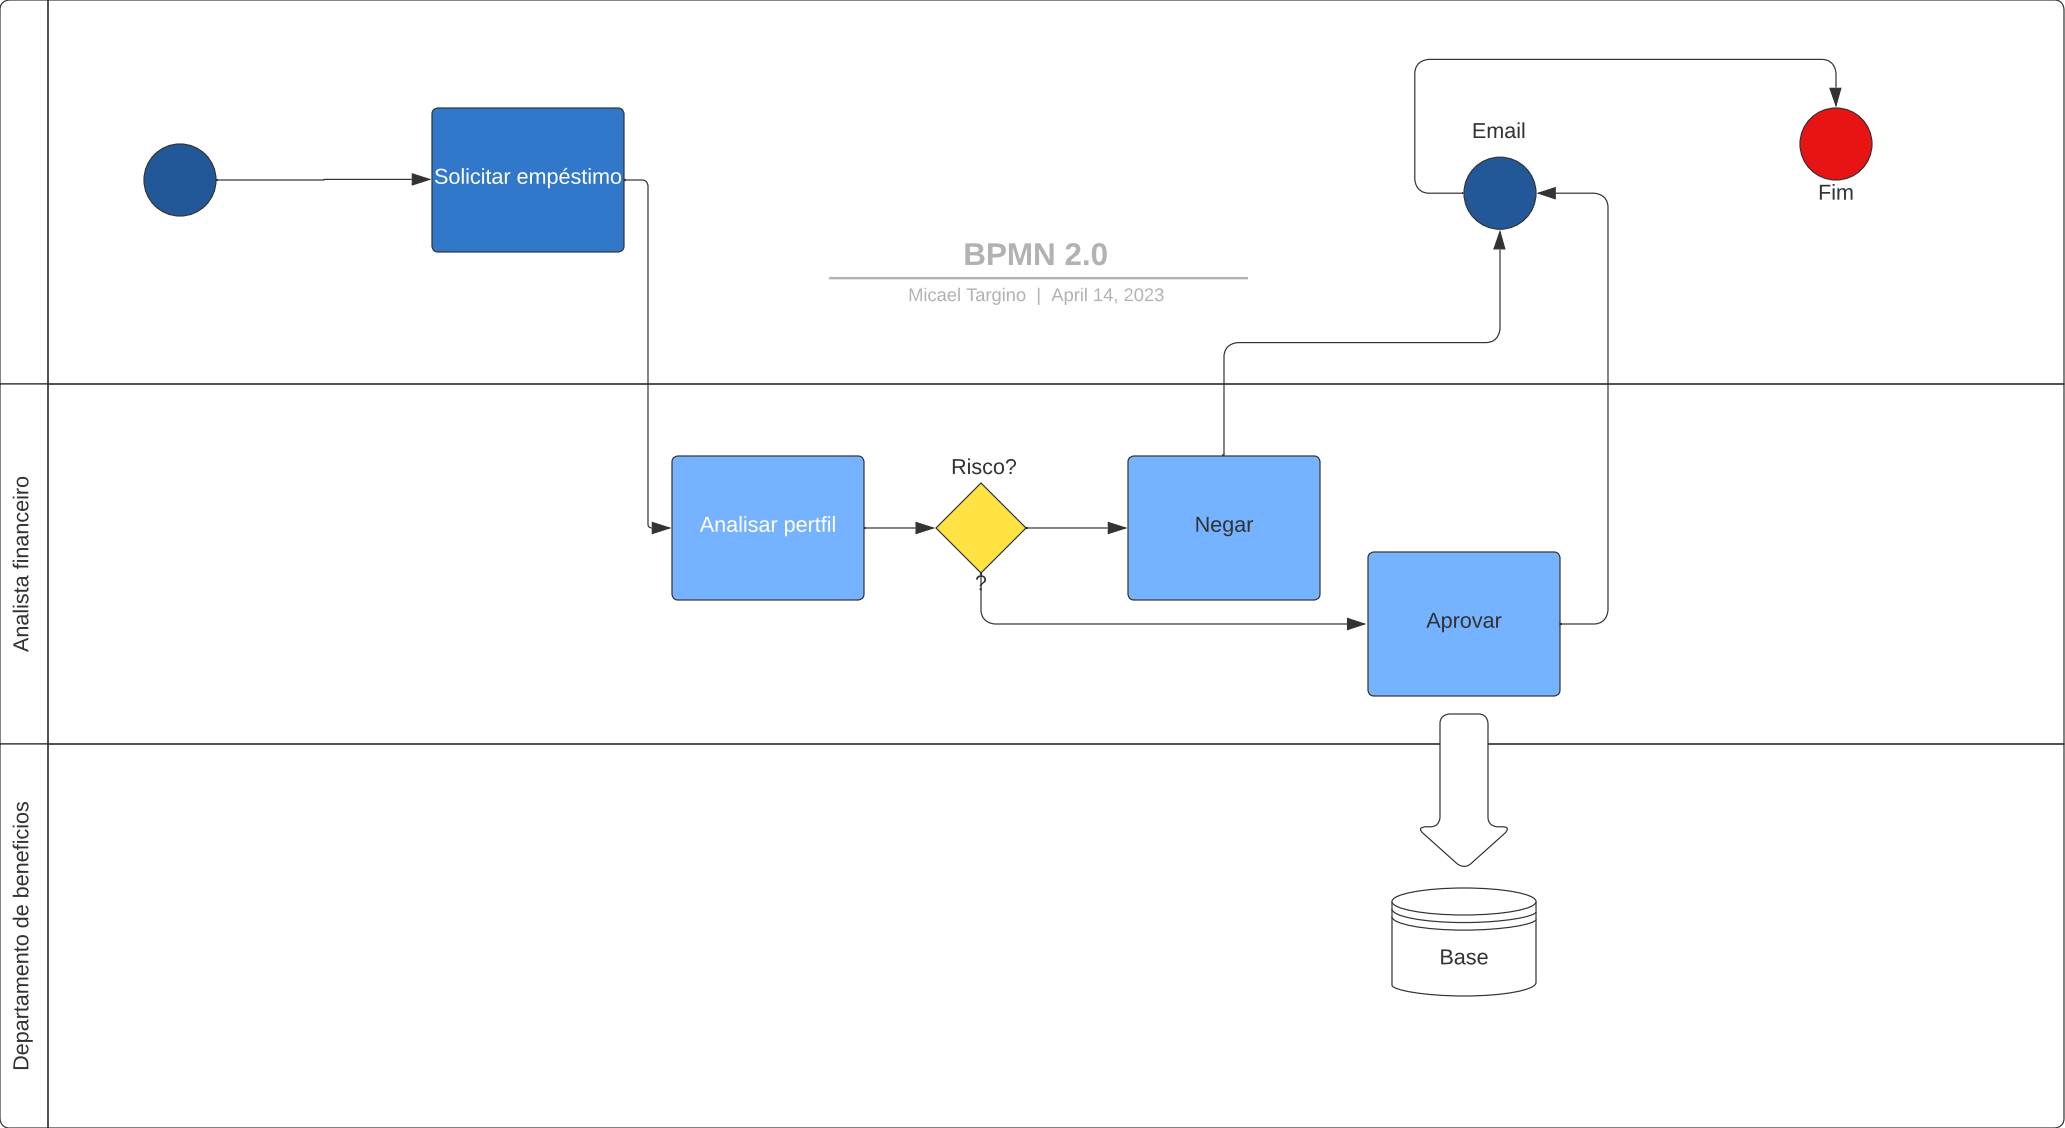 Email
Solicitar empéstimo
Fim
BPMN 2.0
Micael Targino | April 14, 2023
Analista financeiro
Risco?
Analisar pertfil
Negar
?
Aprovar
Departamento de beneficios
Base